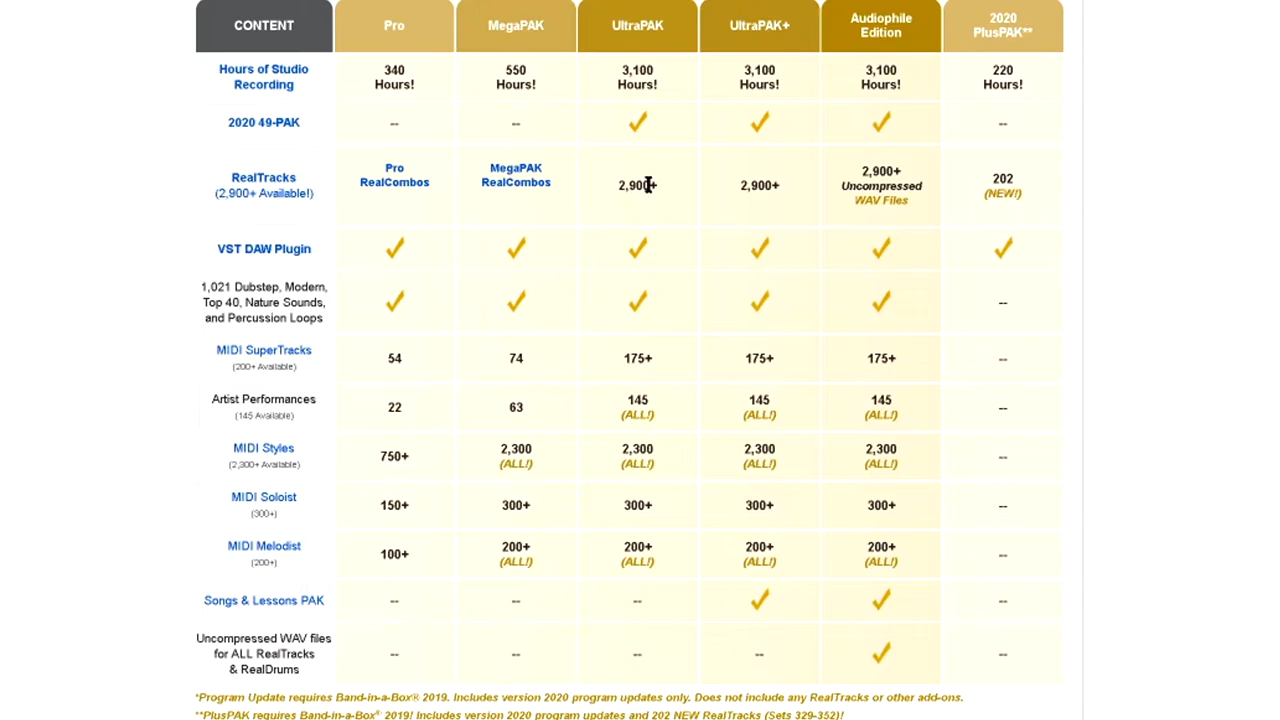 CONTENT Pro MegaPAK UltraPAK UltraPAK+ Audiophile Edition 2020 PlusPAK**
Hours of Studio Recording 340 Hours! 550 Hours! 3,100 Hours! 3,100 Hours! 3,100 Hours! 220 Hours!
2020 49-PAK -- -- ✓ ✓ ✓ --
RealTracks (2,900+ Available!) Pro RealCombos MegaPAK RealCombos 2,900+ 2,900+ 2,900+ Uncompressed WAV Files 202 (NEW!)
VST DAW Plugin ✓ ✓ ✓ ✓ ✓ ✓
1,021 Dubstep, Modern, Top 40, Nature Sounds, and Percussion Loops ✓ ✓ ✓ ✓ ✓ --
MIDI SuperTracks (200+ Available) 54 74 175+ 175+ 175+ --
Artist Performances (145 Available) 22 63 145 (ALL!) 145 (ALL!) 145 (ALL!) --
MIDI Styles (2,300+ Available) 750+ 2,300 (ALL!) 2,300 (ALL!) 2,300 (ALL!) 2,300 (ALL!) --
MIDI Soloist (300+) 150+ 300+ 300+ 300+ 300+ --
MIDI Melodist (200+) 100+ 200+ (ALL!) 200+ (ALL!) 200+ (ALL!) 200+ (ALL!) --
Songs & Lessons PAK -- -- -- ✓ ✓ --
Uncompressed WAV files for ALL RealTracks & RealDrums -- -- -- -- ✓ --
*Program Update requires Band-in-a-Box® 2019. Includes version 2020 program updates only. Does not include any RealTracks or other add-ons.
**PlusPAK requires Band-in-a-Box® 2019! Includes version 2020 program updates and 202 NEW RealTracks (Sets 329-352)!